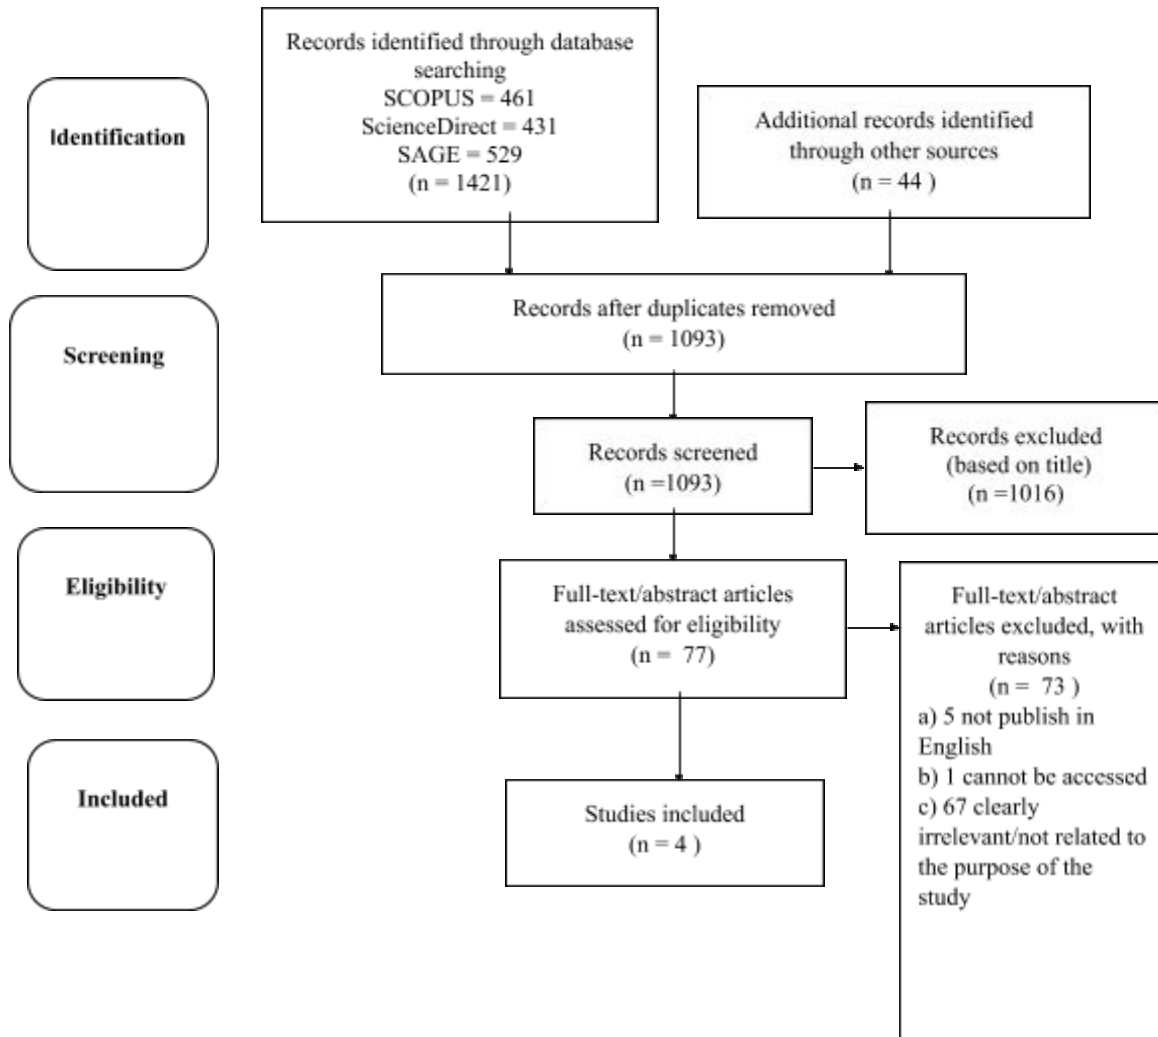 Identification
Records identified through database
searching
SCOPUS = 461
ScienceDirect = 431
SAGE = 529
(n = 1421)
Additional records identified
through other sources
(n = 44 )
Screening
Records after duplicates removed
(n = 1093)
Records screened
(n =1093)
Records excluded
(based on title)
(n =1016)
Eligibility
Full-text/abstract articles
assessed for eligibility
(n =  77)
Full-text/abstract
articles excluded, with
reasons
(n =  73 )
a) 5 not publish in
English
b) 1 cannot be accessed
c) 67 clearly
irrelevant/not related to
the purpose of the
study
Included
Studies included
(n = 4 )